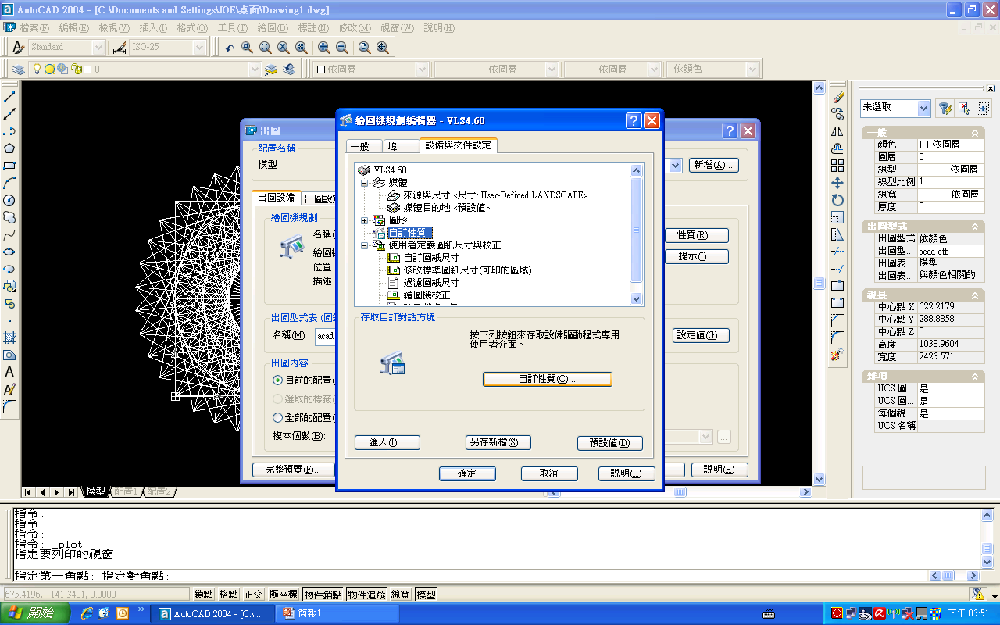 AutoCAD 2004 - [C:\Documents and Settings\JOE\桌面\Drawing1.dwg]
檔案(F) 編輯(E) 檢視(V) 插入(I) 格式(O) 工具(T) 繪圖(D) 標註(N) 修改(M) 視窗(W) 說明(H)
Standard ISO-25
0 依圖層 依圖層 依圖層 依顏色
出圖
配置名稱
模型
新增(A)...
出圖設備 出圖設定
繪圖機規劃
名稱(
繪圖機
位置:
描述:
性質(R)...
提示(I)...
出圖型式表 (圖筆
名稱(M): acad
設定值(G)...
出圖內容
目前的配置(
選取的標籤(
全部的配置(
複本個數(B):
...
完整預覽(F)...
說明(H)
繪圖機規劃編輯器 - VLS4.60
一般 埠 設備與文件設定
VLS4.60
媒體
來源與尺寸 <尺寸: User-Defined LANDSCAPE>
媒體目的地 <預設值>
圖形
自訂性質
使用者定義圖紙尺寸與校正
自訂圖紙尺寸
修改標準圖紙尺寸(可印的區域)
過濾圖紙尺寸
繪圖機校正
存取自訂對話方塊
按下列按鈕來存取設備驅動程式專用
使用者介面。
自訂性質(C)...
匯入(I)... 另存新檔(S)... 預設值(D)
確定 取消 說明(H)
未選取
一般
顏色 依圖層
圖層 0
線型 依圖層
線型比例 1
線寬 依圖層
厚度 0
出圖型式
出圖型式 依顏色
出圖型... acad.ctb
出圖表... 模型
出圖表... 與顏色相關的
視景
中心點 X 622.2179
中心點 Y 288.8858
中心點 Z 0
高度 1038.9604
寬度 2423.571
雜項
UCS 圖... 是
UCS 圖... 是
每個視... 是
UCS 名稱
模型 配置1 配置2
指令:
指令:
指令:
指令: _plot
指定要列印的視窗
指定第一角點: 指定對角點:
675.4196, -141.3401, 0.0000 鎖點 格點 正交 極座標 物件鎖點 物件追蹤 線寬 模型
開始 AutoCAD 2004 - [C:\... 簡報1 下午 03:51